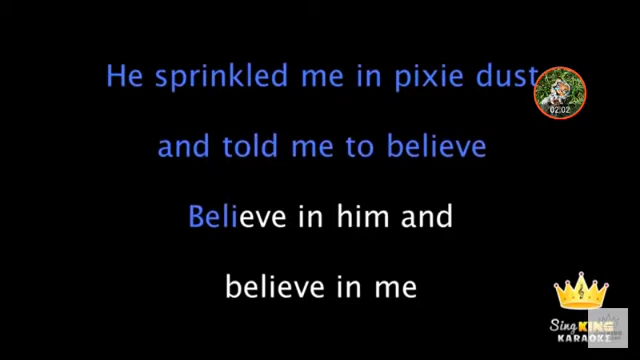 He sprinkled me in pixie dust
and told me to believe
Believe in him and
believe in me
02:02
Sing KING
KARAOKE